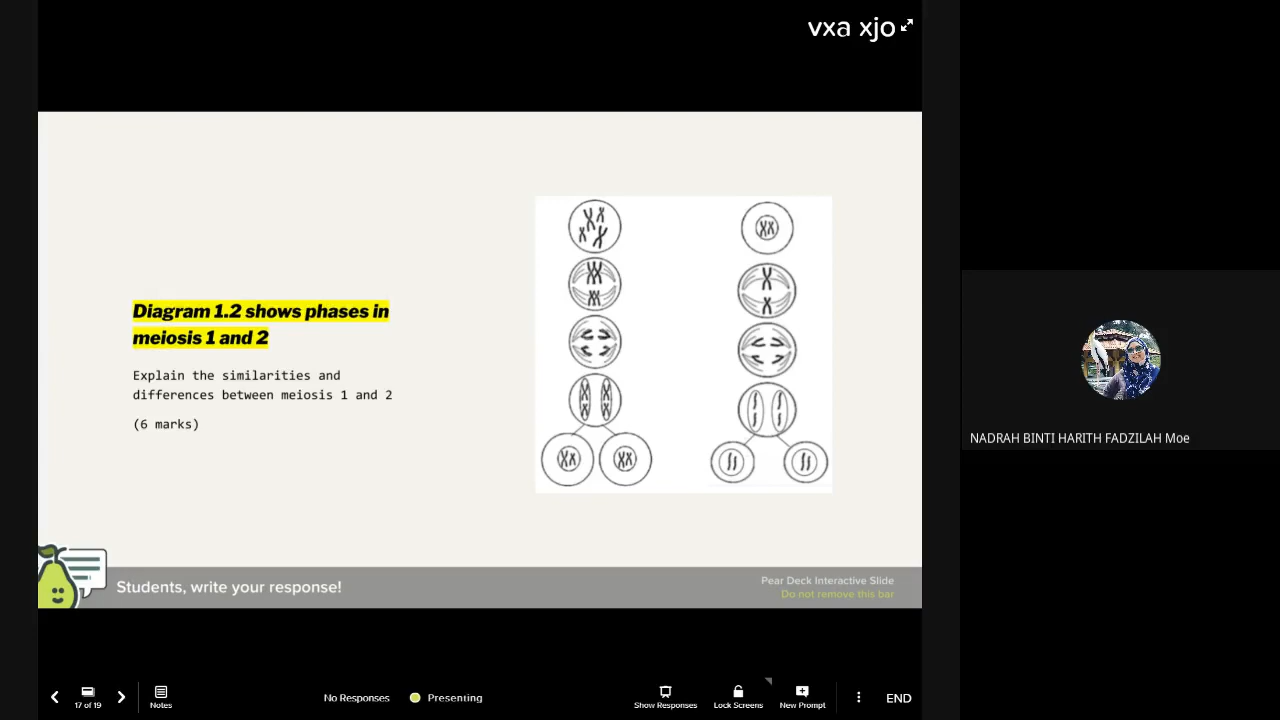 vxa xjo
Diagram 1.2 shows phases in
meiosis 1 and 2
Explain the similarities and
differences between meiosis 1 and 2
(6 marks)
Students, write your response!
Pear Deck Interactive Slide
Do not remove this bar
NADRAH BINTI HARITH FADZILAH Moe
17 of 19
Notes
No Responses
Presenting
Show Responses
Lock Screens
New Prompt
END